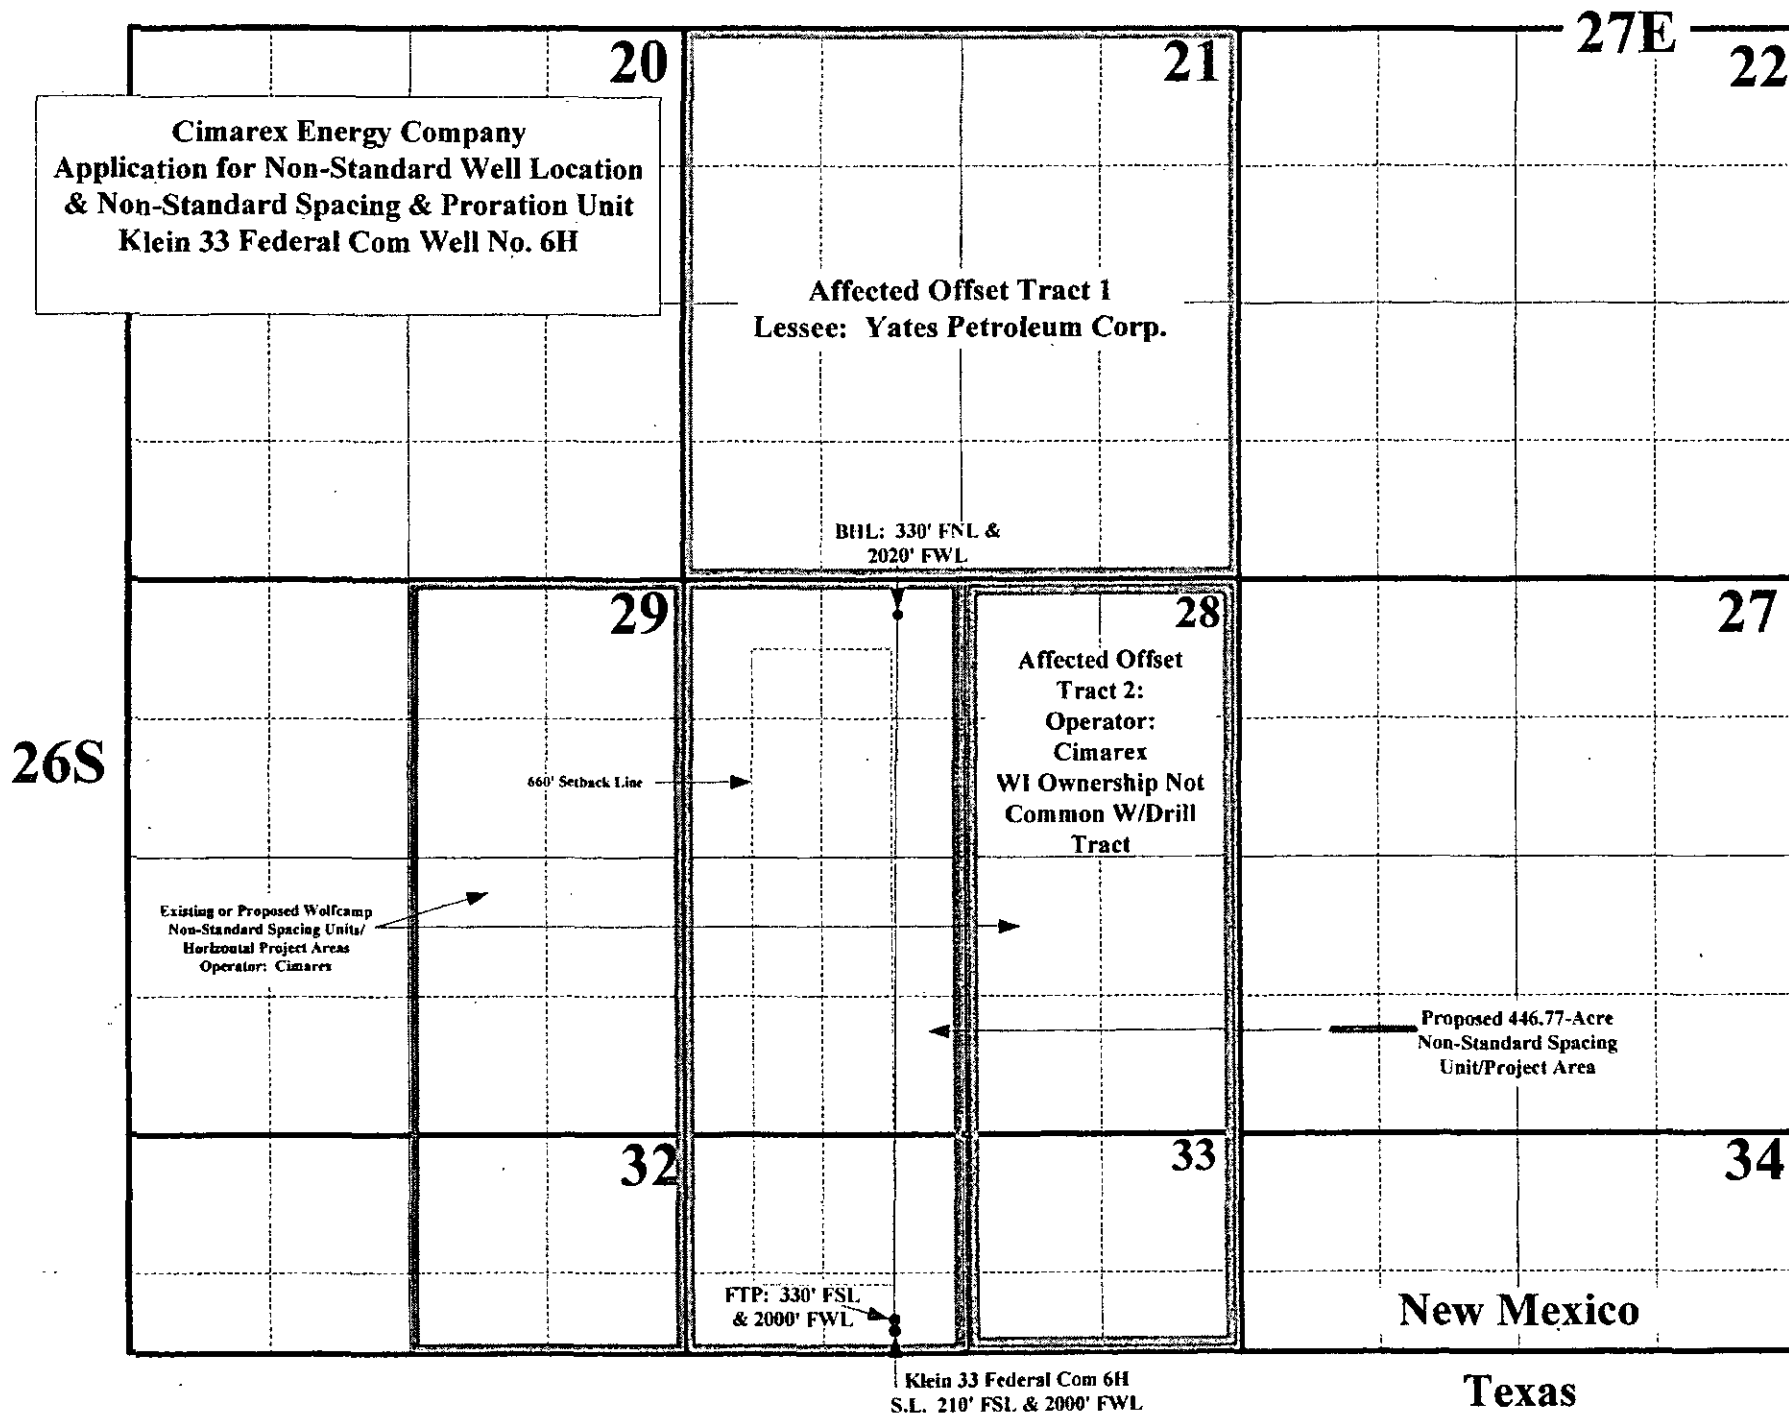 27E
20
21
22
Cimarex Energy Company
Application for Non-Standard Well Location
& Non-Standard Spacing & Proration Unit
Klein 33 Federal Com Well No. 6H
Affected Offset Tract 1
Lessee: Yates Petroleum Corp.
BHL: 330' FNL &
2020' FWL
29
28
27
Affected Offset
Tract 2:
Operator:
Cimarex
WI Ownership Not
Common W/Drill
Tract
26S
660' Setback Line
Existing or Proposed Wolfcamp
Non-Standard Spacing Units/
Horizontal Project Areas
Operator: Cimarex
Proposed 446.77-Acre
Non-Standard Spacing
Unit/Project Area
32
33
34
FTP: 330' FSL
& 2000' FWL
New Mexico
Klein 33 Federal Com 6H
S.L. 210' FSL & 2000' FWL
Texas